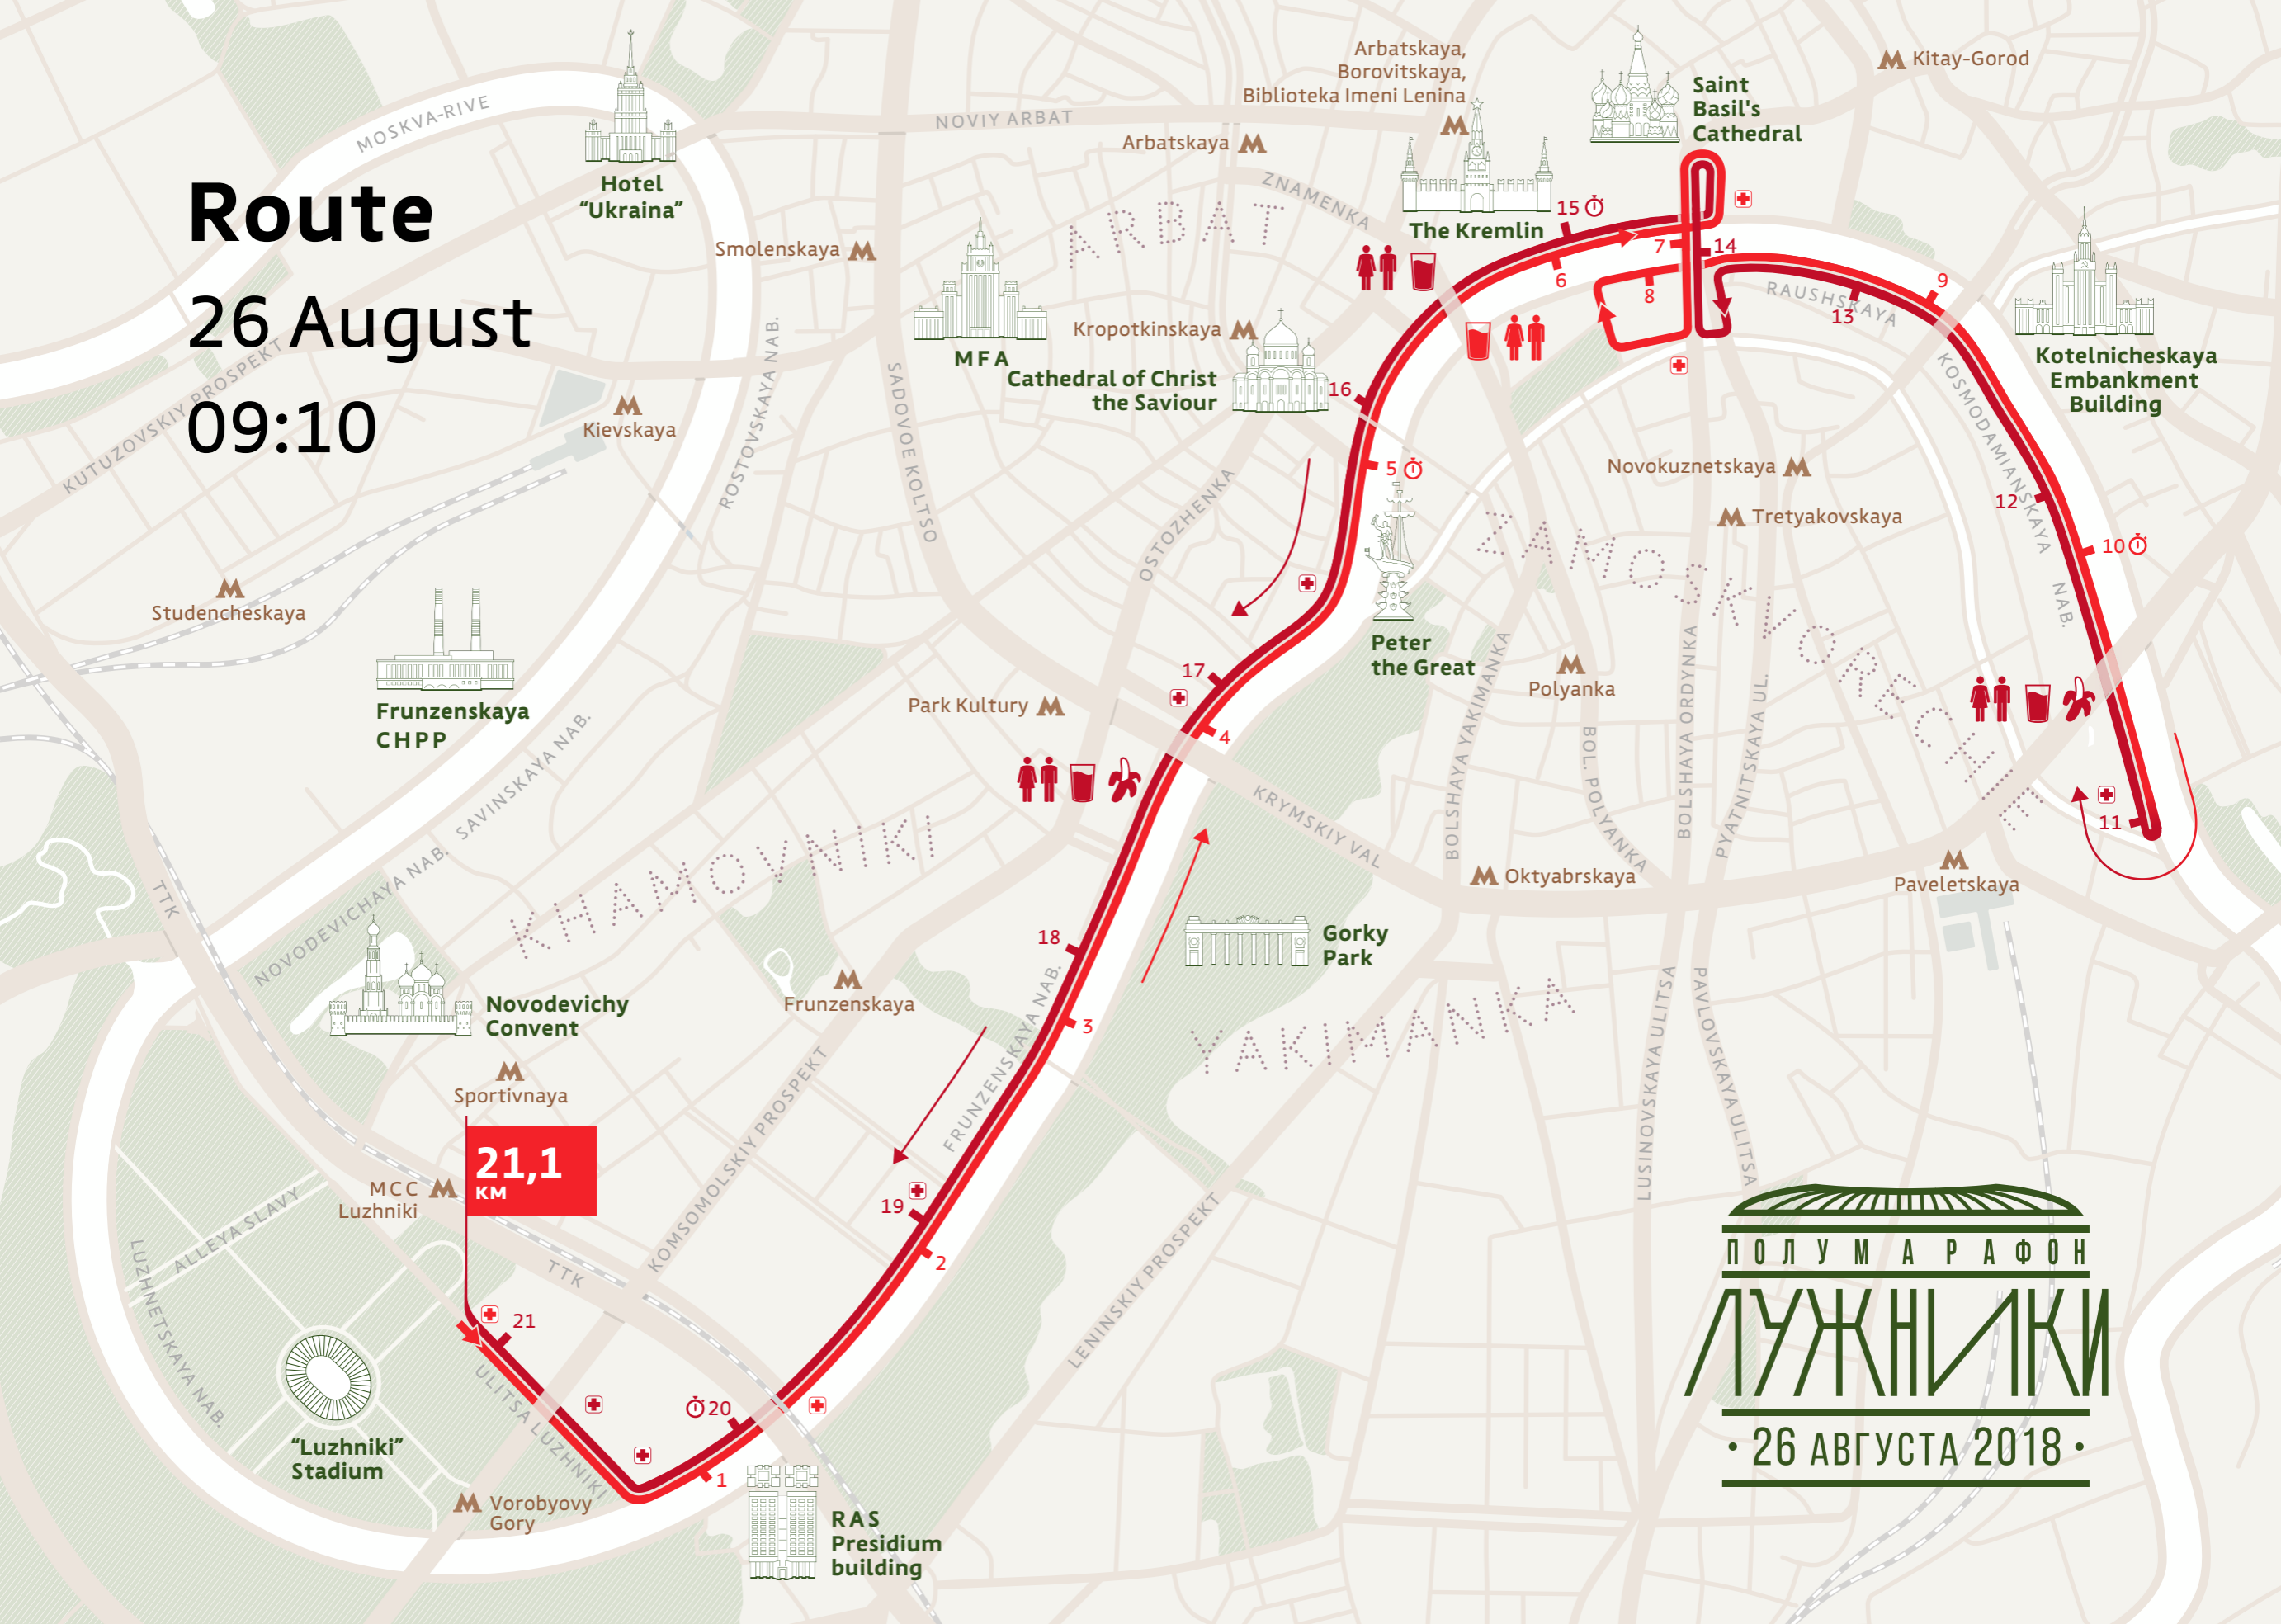 Route
26 August
09:10
MOSKVA-RIVE
Hotel
“Ukraina”
NOVIY ARBAT
Arbatskaya,
Borovitskaya,
Biblioteka Imeni Lenina
Arbatskaya
Saint
Basil's
Cathedral
Kitay-Gorod
ZNAMENKA
ARBAT
Smolenskaya
MFA
The Kremlin
15
14
7
6
8
9
13
RAUSHSKAYA
Kropotkinskaya
Cathedral of Christ
the Saviour
16
5
KUTUZOVSKIY PROSPEKT
Kievskaya
ROSTOVSKAYA NAB.
SADOVOE KOLTSO
OSTOZHENKA
Kotelnicheskaya
Embankment
Building
KOSMODAMIANSKAYA NAB.
12
10
Novokuznetskaya
Tretyakovskaya
ZAMOSKVORECHIE
Studencheskaya
Frunzenskaya
CHPP
SAVINSKAYA NAB.
NOVODEVICHAYA NAB.
Peter
the Great
17
4
Park Kultury
Polyanka
BOLSHAYA YAKIMANKA
BOL. POLYANKA
BOLSHAYA ORDYNKA
PYATNITSKAYA UL.
KRYMSKIY VAL
11
Oktyabrskaya
Paveletskaya
TTK
KHAMOVNIKI
Novodevichy
Convent
Frunzenskaya
18
3
FRUNZENSKAYA NAB.
Gorky
Park
YAKIMANKA
LUSINOVSKAYA ULITSA
PAVLOVSKAYA ULITSA
Sportivnaya
21,1
КМ
MCC
Luzhniki
KOMSOMOLSKIY PROSPEKT
19
2
LENINSKIY PROSPEKT
ALLEYA SLAVY
LUZHNETSKAYA NAB.
TTK
21
20
1
ULITSA LUZHNIKI
“Luzhniki”
Stadium
Vorobyovy
Gory
RAS
Presidium
building
ПОЛУМАРАФОН
ЛУЖНИКИ
• 26 АВГУСТА 2018 •